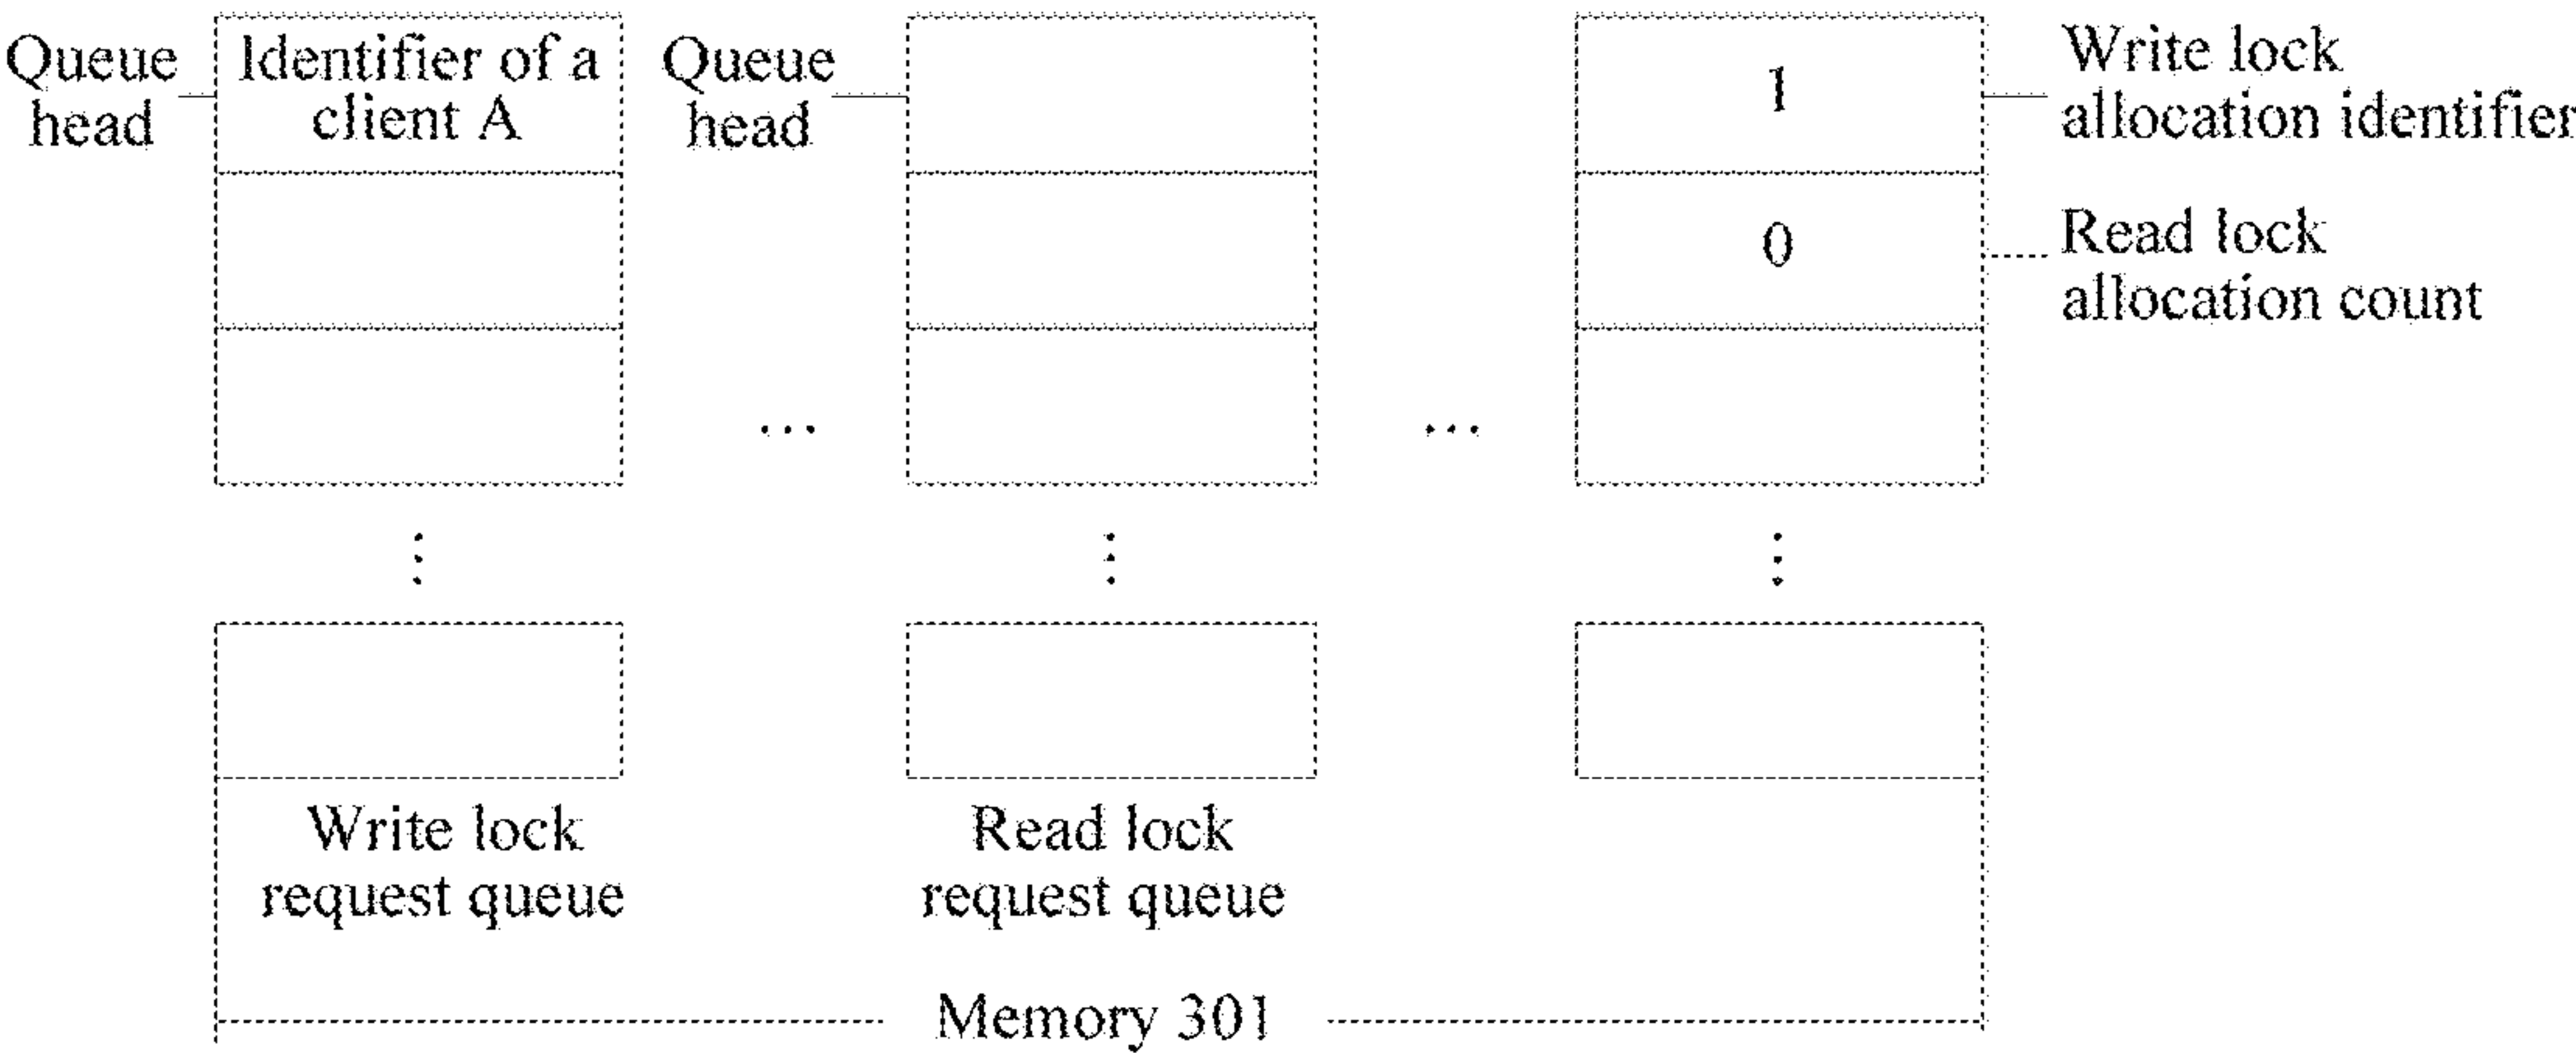 Queue
head
Identifier of a
client A
Queue
head
1
Write lock
allocation identifier
0
Read lock
allocation count
...
...
Write lock
request queue
Read lock
request queue
Memory 301